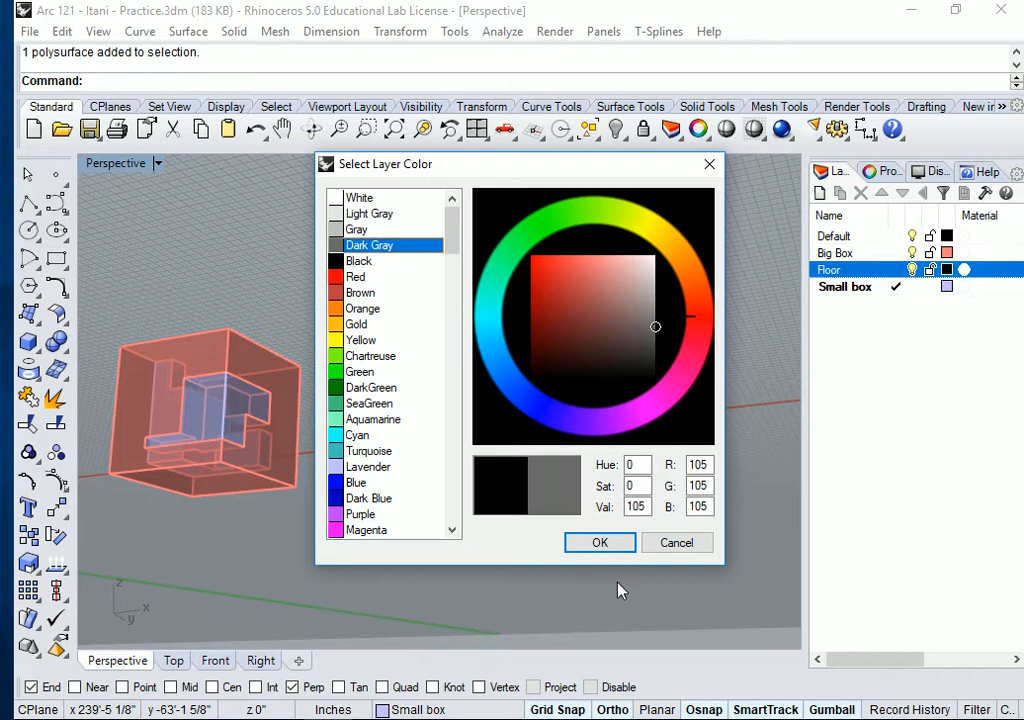 Arc 121 - Itani - Practice.3dm (183 KB) - Rhinoceros 5.0 Educational Lab License - [Perspective]
File Edit View Curve Surface Solid Mesh Dimension Transform Tools Analyze Render Panels T-Splines Help
1 polysurface added to selection.
Command:
Standard CPlanes Set View Display Select Viewport Layout Visibility Transform Curve Tools Surface Tools Solid Tools Mesh Tools Render Tools Drafting New in »
Perspective
Select Layer Color
La... Pro... Dis... Help
White
Light Gray
Gray
Dark Gray
Black
Red
Brown
Orange
Gold
Yellow
Chartreuse
Green
DarkGreen
SeaGreen
Aquamarine
Cyan
Turquoise
Lavender
Blue
Dark Blue
Purple
Magenta
Hue: 0 R: 105
Sat: 0 G: 105
Val: 105 B: 105
OK Cancel
Name Material
Default
Big Box
Floor
Small box
z x y
Perspective Top Front Right
End Near Point Mid Cen Int Perp Tan Quad Knot Vertex Project Disable
CPlane x 239'-5 1/8" y -63'-1 5/8" z 0" Inches Small box Grid Snap Ortho Planar Osnap SmartTrack Gumball Record History Filter C...